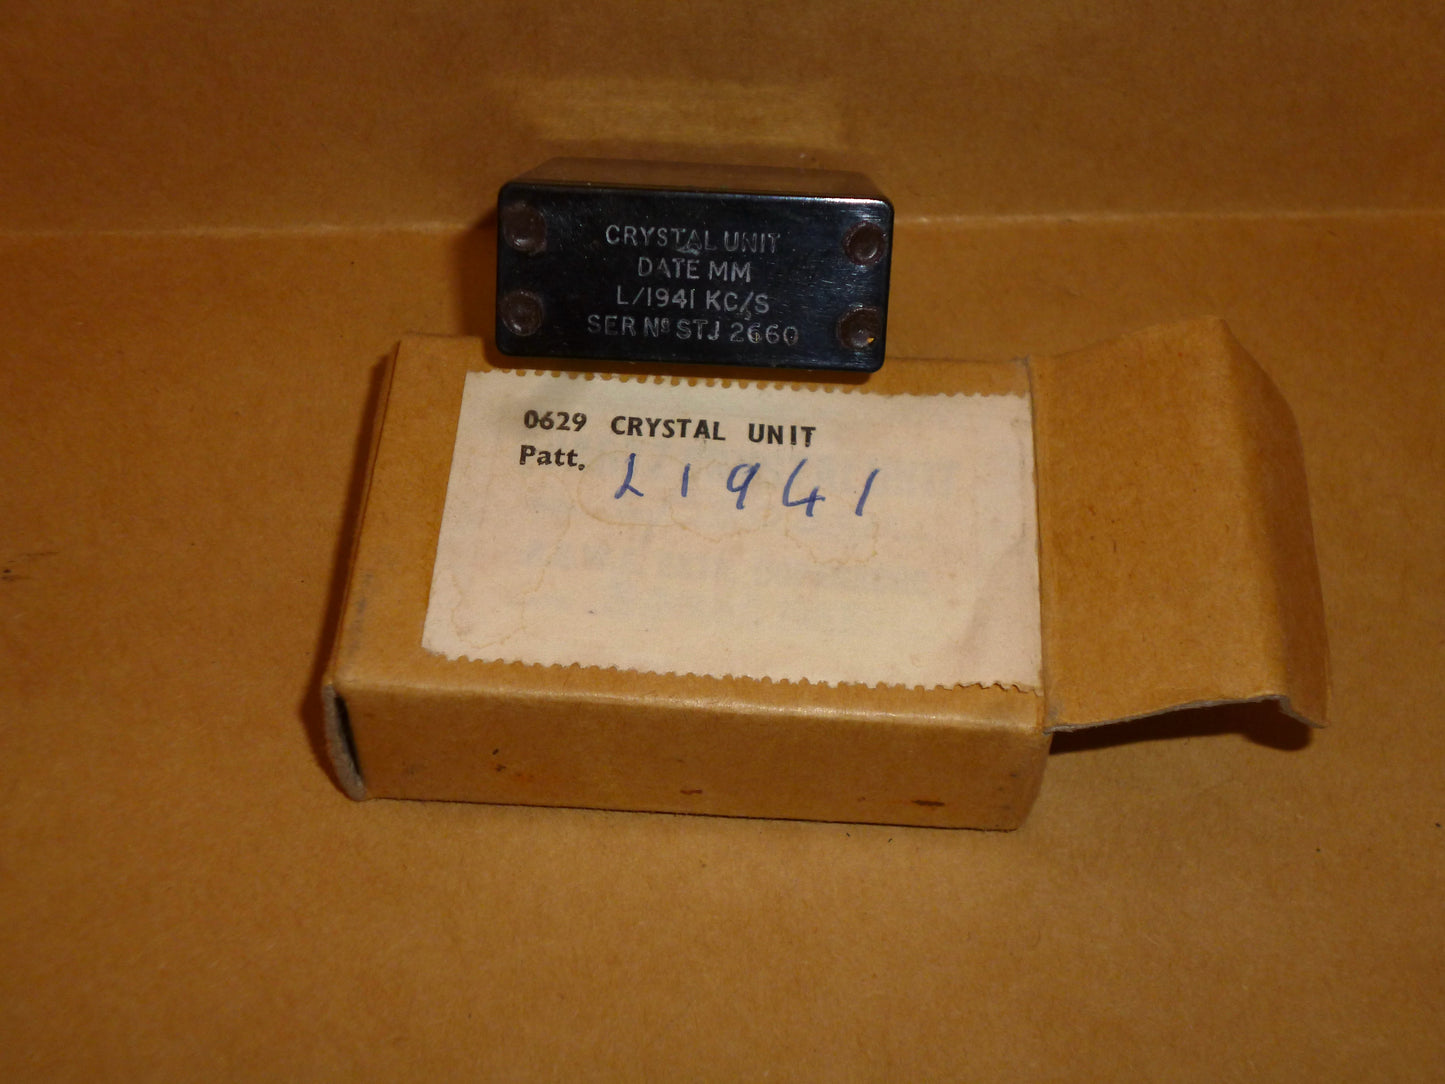 CRYSTAL UNIT
DATE MM
L/1941 KC/S
SER Nº STJ 2660
0629 CRYSTAL UNIT
Patt. L1941